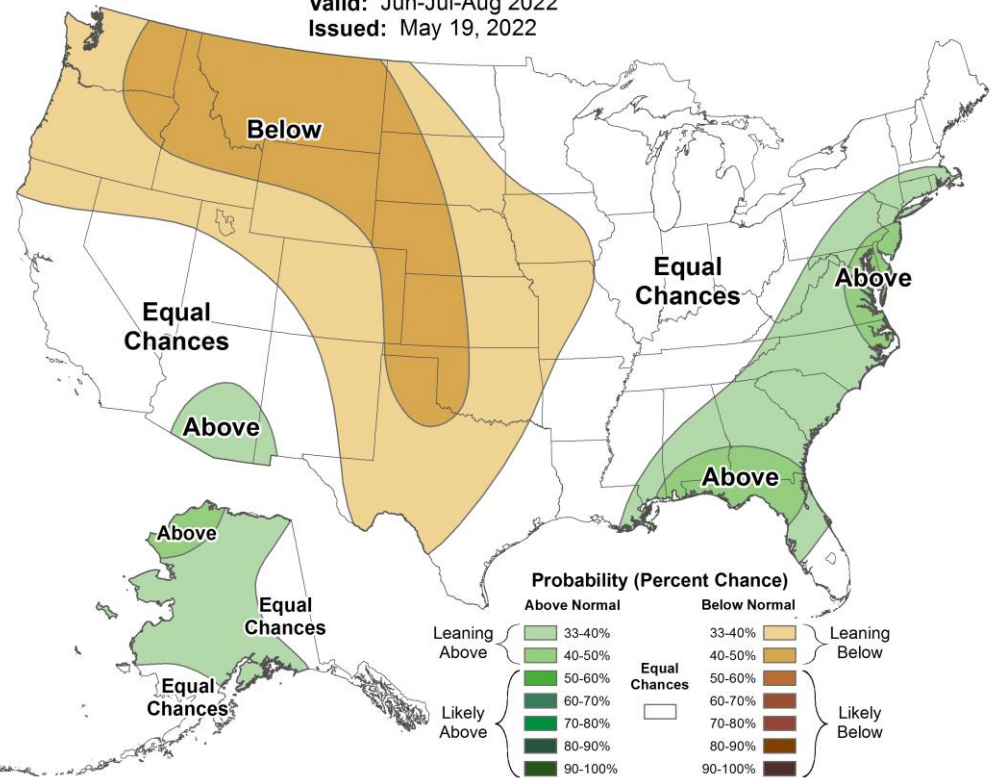 Valid: Jun-Jul-Aug 2022
Issued: May 19, 2022
Below
Equal
Chances
Equal
Chances
Above
Above
Above
Above
Equal
Chances
Equal
Chances
Probability (Percent Chance)
Above Normal
Below Normal
Leaning
Above
33-40%
40-50%
Likely
Above
50-60%
60-70%
70-80%
80-90%
90-100%
Equal
Chances
33-40%
40-50%
Leaning
Below
50-60%
60-70%
70-80%
80-90%
90-100%
Likely
Below